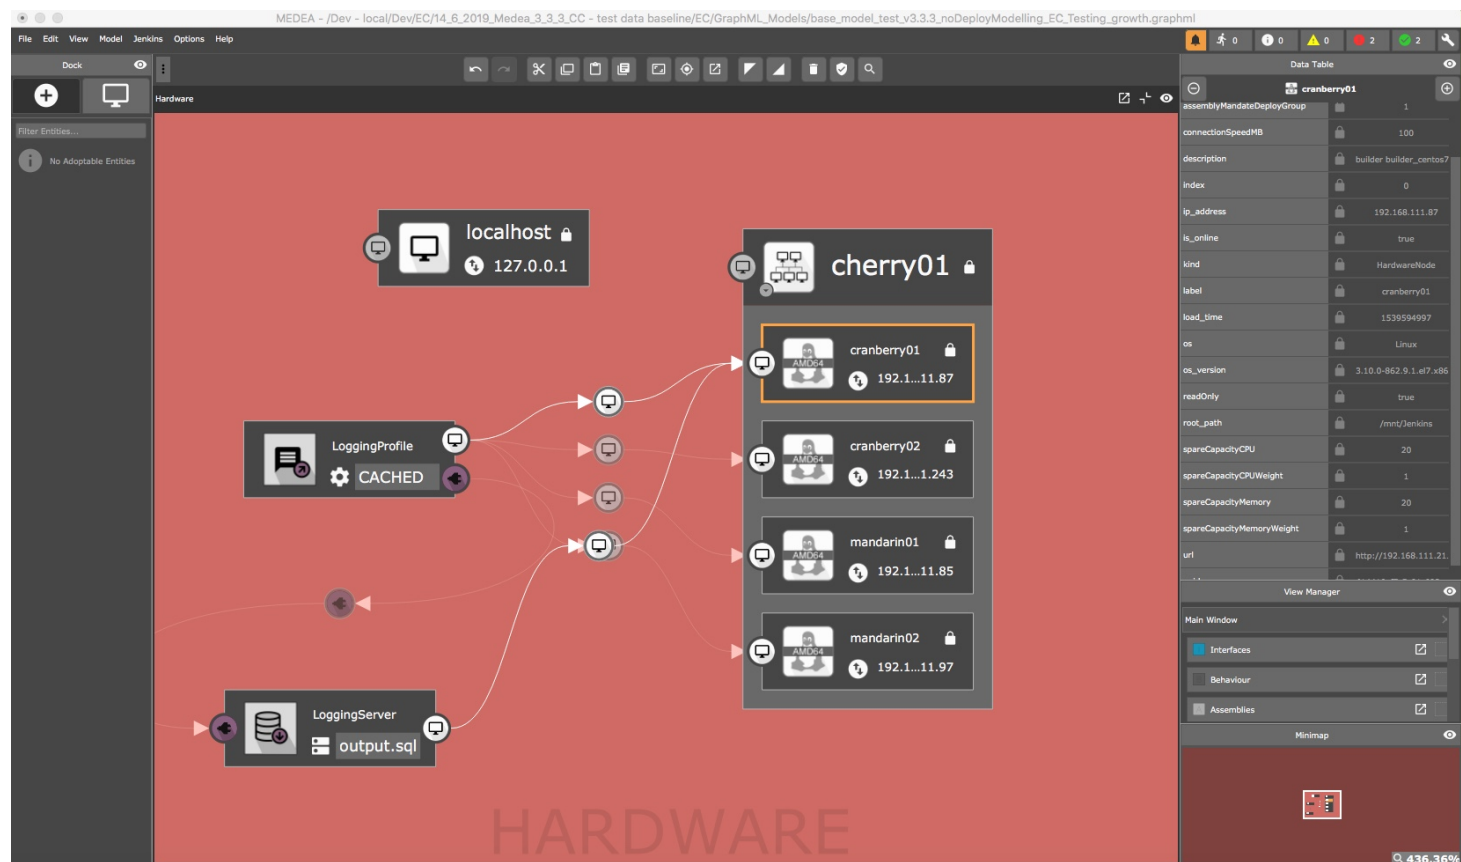 MEDEA - /Dev - local/Dev/EC/14_6_2019_Medea_3_3_3_CC - test data baseline/EC/GraphML_Models/base_model_test_v3.3.3_noDeployModelling_EC_Testing_growth.graphml
File Edit View Model Jenkins Options Help
0 0 0 2 2
Dock
Data Table
Hardware
cranberry01
Filter Entities...
No Adoptable Entities
assemblyMandateDeployGroup 1
connectionSpeedMB 100
description builder builder_centos7
index 0
ip_address 192.168.111.87
is_online true
kind HardwareNode
label cranberry01
load_time 1539594997
os Linux
os_version 3.10.0-862.9.1.el7.x86
readOnly true
root_path /mnt/Jenkins
spareCapacityCPU 20
spareCapacityCPUWeight 1
spareCapacityMemory 20
spareCapacityMemoryWeight 1
url http://192.168.111.21.
localhost
127.0.0.1
cherry01
AMD64
cranberry01
192.1...11.87
AMD64
cranberry02
192.1...1.243
AMD64
mandarin01
192.1...11.85
AMD64
mandarin02
192.1...11.97
LoggingProfile
CACHED
LoggingServer
output.sql
HARDWARE
View Manager
Main Window
Interfaces
Behaviour
Assemblies
Minimap
436.36%